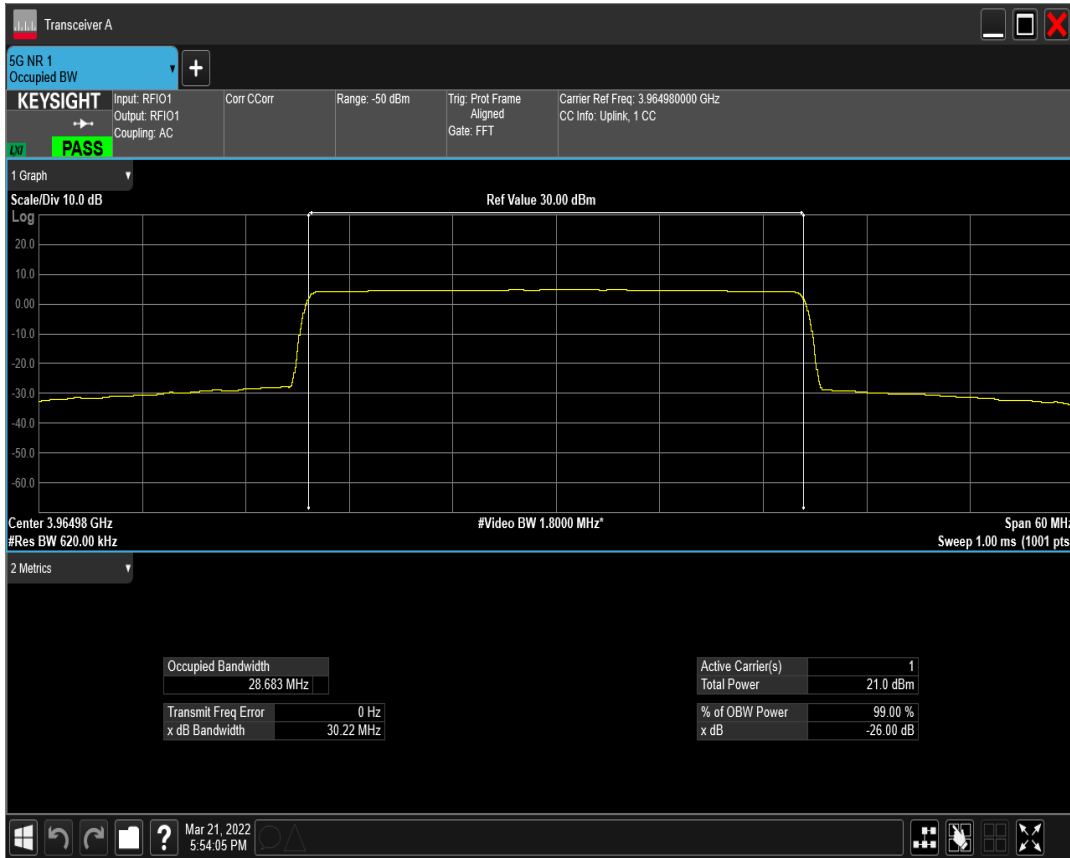 Transceiver A
5G NR 1
Occupied BW
KEYSIGHT
LXI
PASS
Input: RFIO1
Output: RFIO1
Coupling: AC
Corr CCorr
Range: -50 dBm
Trig: Prot Frame
Aligned
Gate: FFT
Carrier Ref Freq: 3.964980000 GHz
CC Info: Uplink, 1 CC
1 Graph
Scale/Div 10.0 dB
Ref Value 30.00 dBm
Log
20.0
10.0
0.00
-10.0
-20.0
-30.0
-40.0
-50.0
-60.0
Center 3.96498 GHz
#Video BW 1.8000 MHz*
Span 60 MHz
#Res BW 620.00 kHz
Sweep 1.00 ms (1001 pts
2 Metrics
Occupied Bandwidth
28.683 MHz
Transmit Freq Error 0 Hz
x dB Bandwidth 30.22 MHz
Active Carrier(s) 1
Total Power 21.0 dBm
% of OBW Power 99.00 %
x dB -26.00 dB
?
Mar 21, 2022
5:54:05 PM